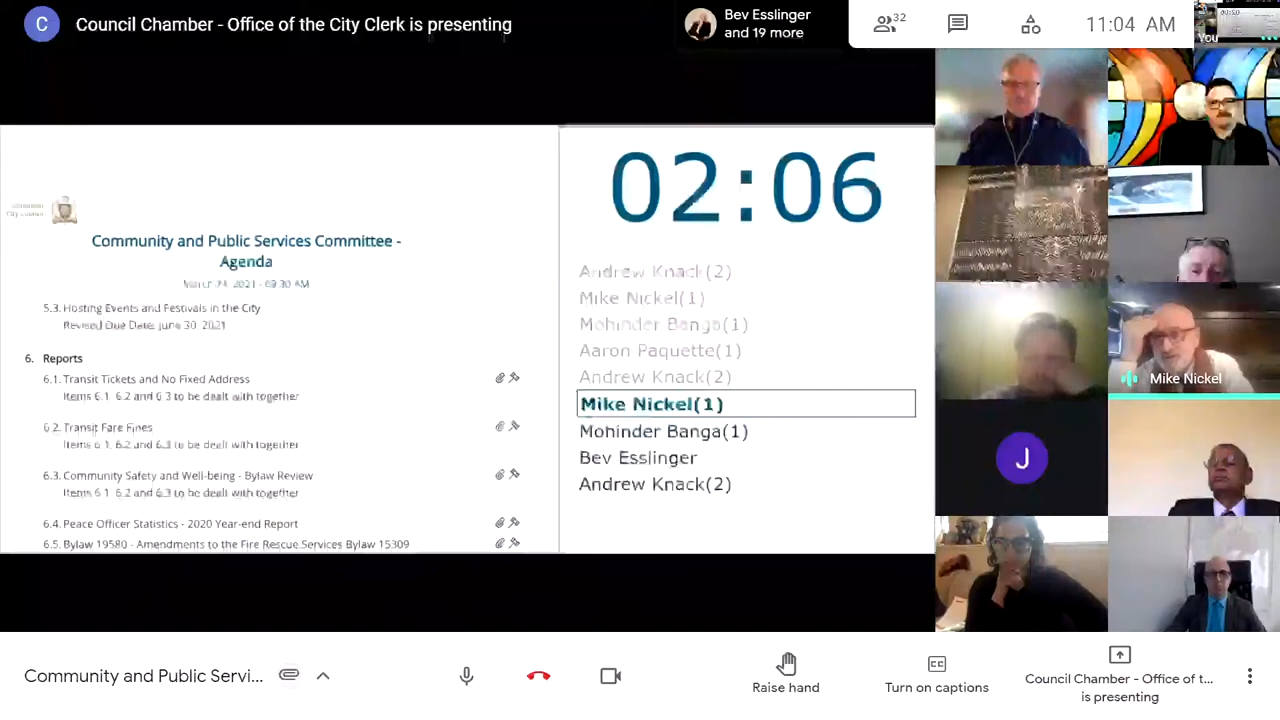 C Council Chamber - Office of the City Clerk is presenting
Bev Esslinger
and 19 more
32
11:04 AM
You
02:06
City Council
Community and Public Services Committee -
Agenda
5.3. Hosting Events and Festivals in the City
Revised Due Date: June 30, 2021
6. Reports
6.1. Transit Tickets and No Fixed Address
Items 6.1, 6.2 and 6.3 to be dealt with together
6.2. Transit Fare Fines
Items 6.1, 6.2 and 6.3 to be dealt with together
6.3. Community Safety and Well-being - Bylaw Review
Items 6.1, 6.2 and 6.3 to be dealt with together
6.4. Peace Officer Statistics - 2020 Year-end Report
6.5. Bylaw 19580 - Amendments to the Fire Rescue Services Bylaw 15309
Andrew Knack(2)
Mike Nickel(1)
Mohinder Banga(1)
Aaron Paquette(1)
Andrew Knack(2)
Mike Nickel(1)
Mohinder Banga(1)
Bev Esslinger
Andrew Knack(2)
Mike Nickel
J
Community and Public Servi...
Raise hand
Turn on captions
Council Chamber - Office of t...
is presenting